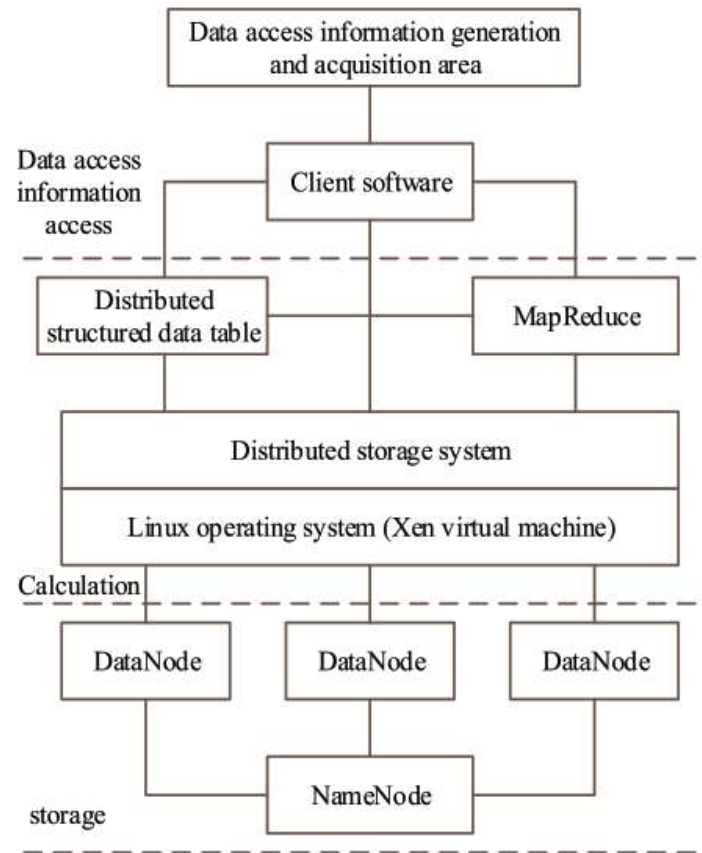 Data access information generation
and acquisition area
Data access
information
access
Client software
Distributed
structured data table
MapReduce
Distributed storage system
Linux operating system (Xen virtual machine)
Calculation
DataNode
DataNode
DataNode
NameNode
storage